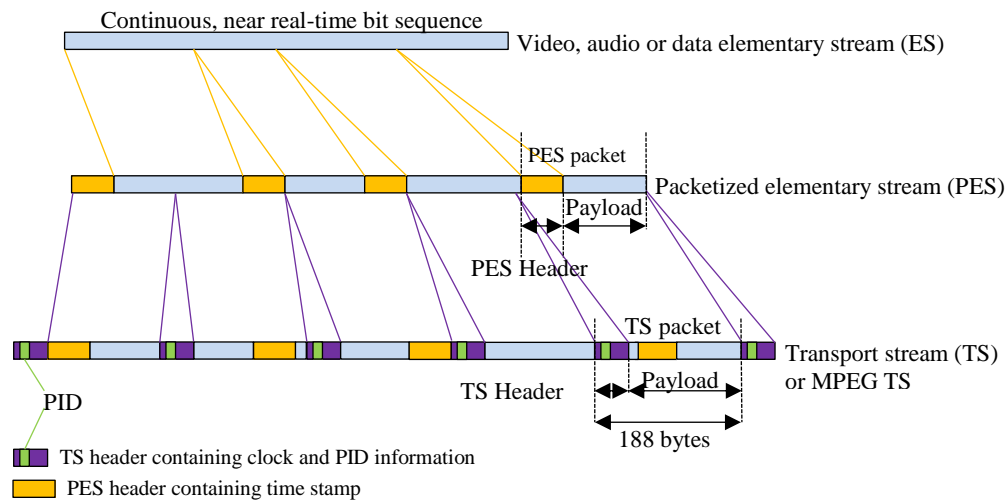 Continuous, near real-time bit sequence
Video, audio or data elementary stream (ES)
PES packet
Packetized elementary stream (PES)
Payload
PES Header
TS packet
Transport stream (TS)
or MPEG TS
TS Header
Payload
PID
188 bytes
TS header containing clock and PID information
PES header containing time stamp